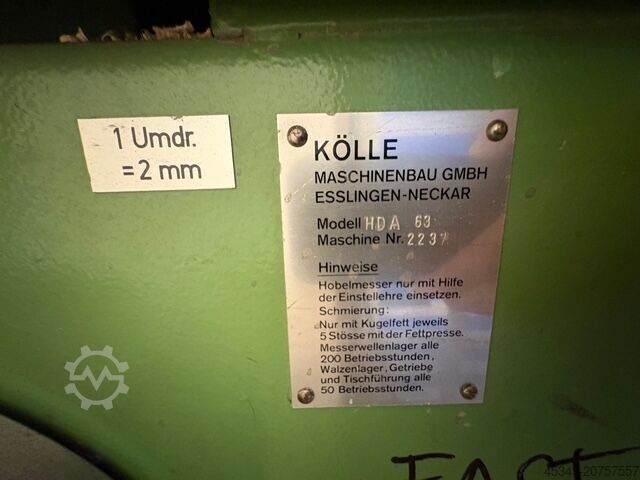 1 Umdr.
= 2 mm
KÖLLE
MASCHINENBAU GMBH
ESSLINGEN-NECKAR
Modell HDA 63
Maschine Nr. 2237
Hinweise
Hobelmesser nur mit Hilfe
der Einstellehre einsetzen.
Schmierung:
Nur mit Kugelfett jeweils
5 Stösse mit der Fettpresse.
Messerwellenlager alle
200 Betriebsstunden,
Walzenlager, Getriebe
und Tischführung alle
50 Betriebsstunden.